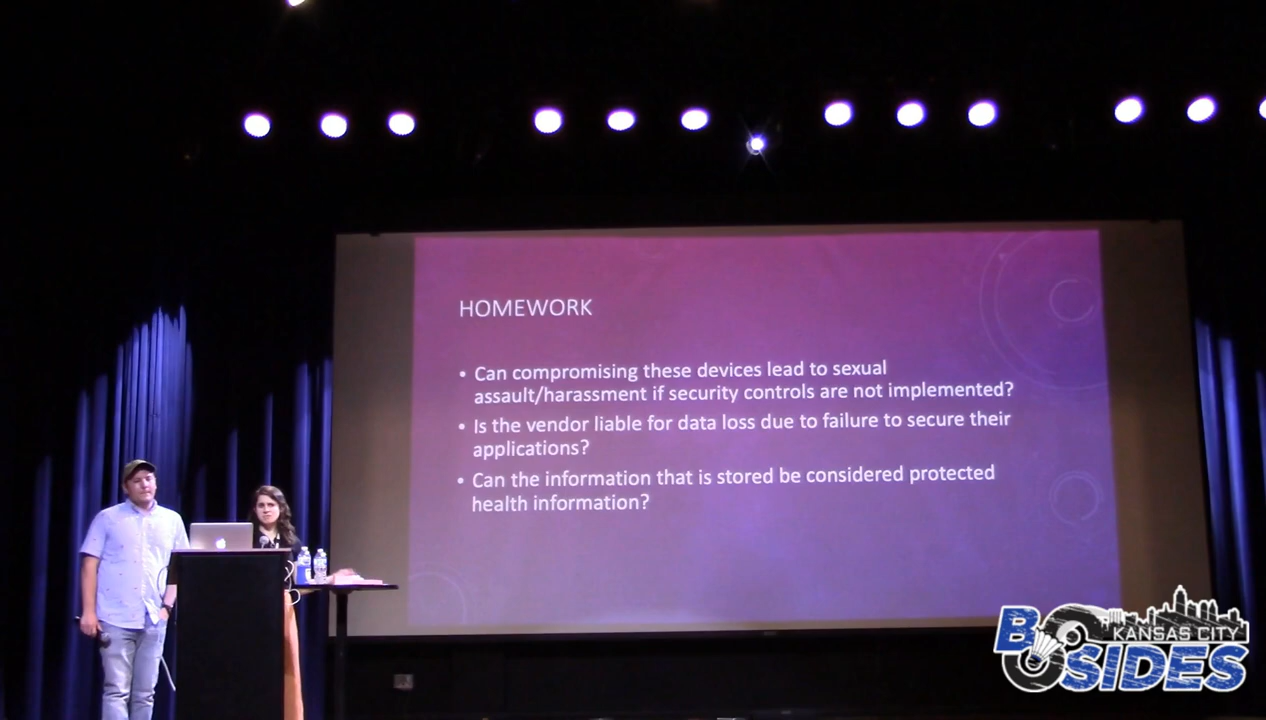 HOMEWORK
• Can compromising these devices lead to sexual
assault/harassment if security controls are not implemented?
• Is the vendor liable for data loss due to failure to secure their
applications?
• Can the information that is stored be considered protected
health information?
KANSAS CITY
BSIDES